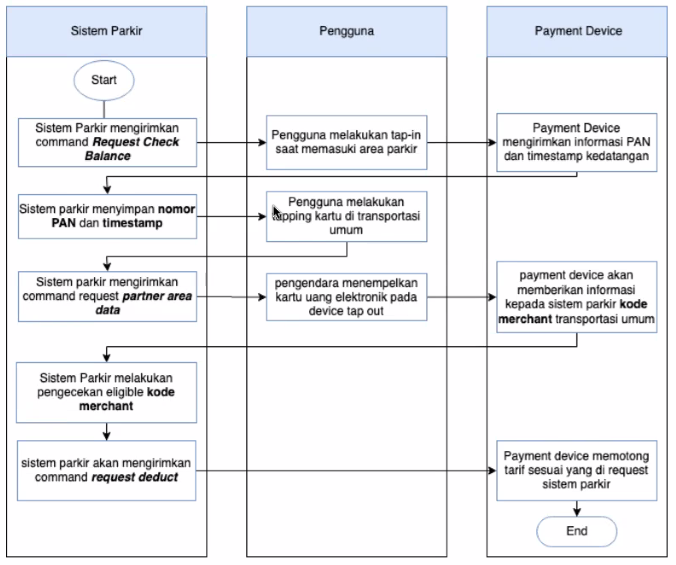 Sistem Parkir
Pengguna
Payment Device
Start
Sistem Parkir mengirimkan
command Request Check
Balance
Pengguna melakukan tap-in
saat memasuki area parkir
Payment Device
mengirimkan informasi PAN
dan timestamp kedatangan
Sistem parkir menyimpan nomor
PAN dan timestamp
Pengguna melakukan
tapping kartu di transportasi
umum
Sistem parkir mengirimkan
command request partner area
data
pengendara menempelkan
kartu uang elektronik pada
device tap out
payment device akan
memberikan informasi
kepada sistem parkir kode
merchant transportasi umum
Sistem Parkir melakukan
pengecekan eligible kode
merchant
sistem parkir akan mengirimkan
command request deduct
Payment device memotong
tarif sesuai yang di request
sistem parkir
End